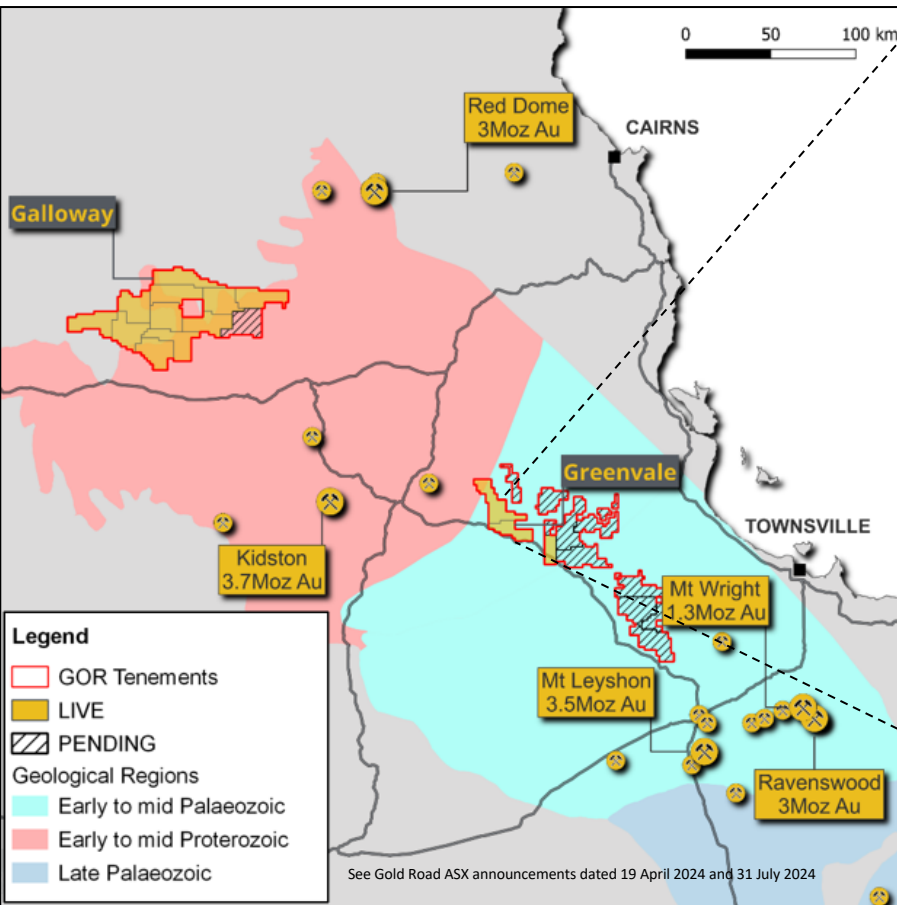 0 50 100 km
Red Dome
3Moz Au
CAIRNS
Galloway
Greenvale
TOWNSVILLE
Kidston
3.7Moz Au
Mt Wright
1.3Moz Au
Mt Leyshon
3.5Moz Au
Ravenswood
3Moz Au
Legend
GOR Tenements
LIVE
PENDING
Geological Regions
Early to mid Palaeozoic
Early to mid Proterozoic
Late Palaeozoic
See Gold Road ASX announcements dated 19 April 2024 and 31 July 2024